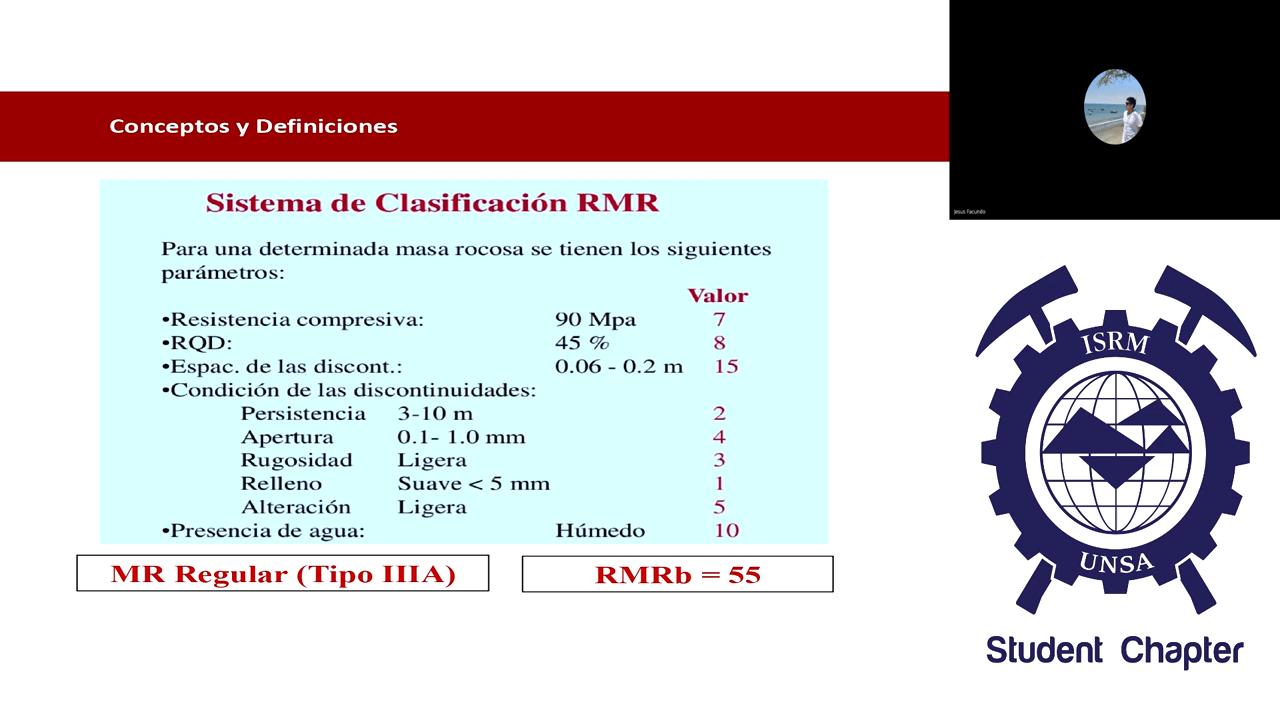 Conceptos y Definiciones
Sistema de Clasificación RMR
Para una determinada masa rocosa se tienen los siguientes
parámetros:
Valor
•Resistencia compresiva: 90 Mpa 7
•RQD: 45 % 8
•Espac. de las discont.: 0.06 - 0.2 m 15
•Condición de las discontinuidades:
Persistencia 3-10 m 2
Apertura 0.1- 1.0 mm 4
Rugosidad Ligera 3
Relleno Suave < 5 mm 1
Alteración Ligera 5
•Presencia de agua: Húmedo 10
MR Regular (Tipo IIIA)
RMRb = 55
Jesus Facundo
ISRM
UNSA
Student Chapter